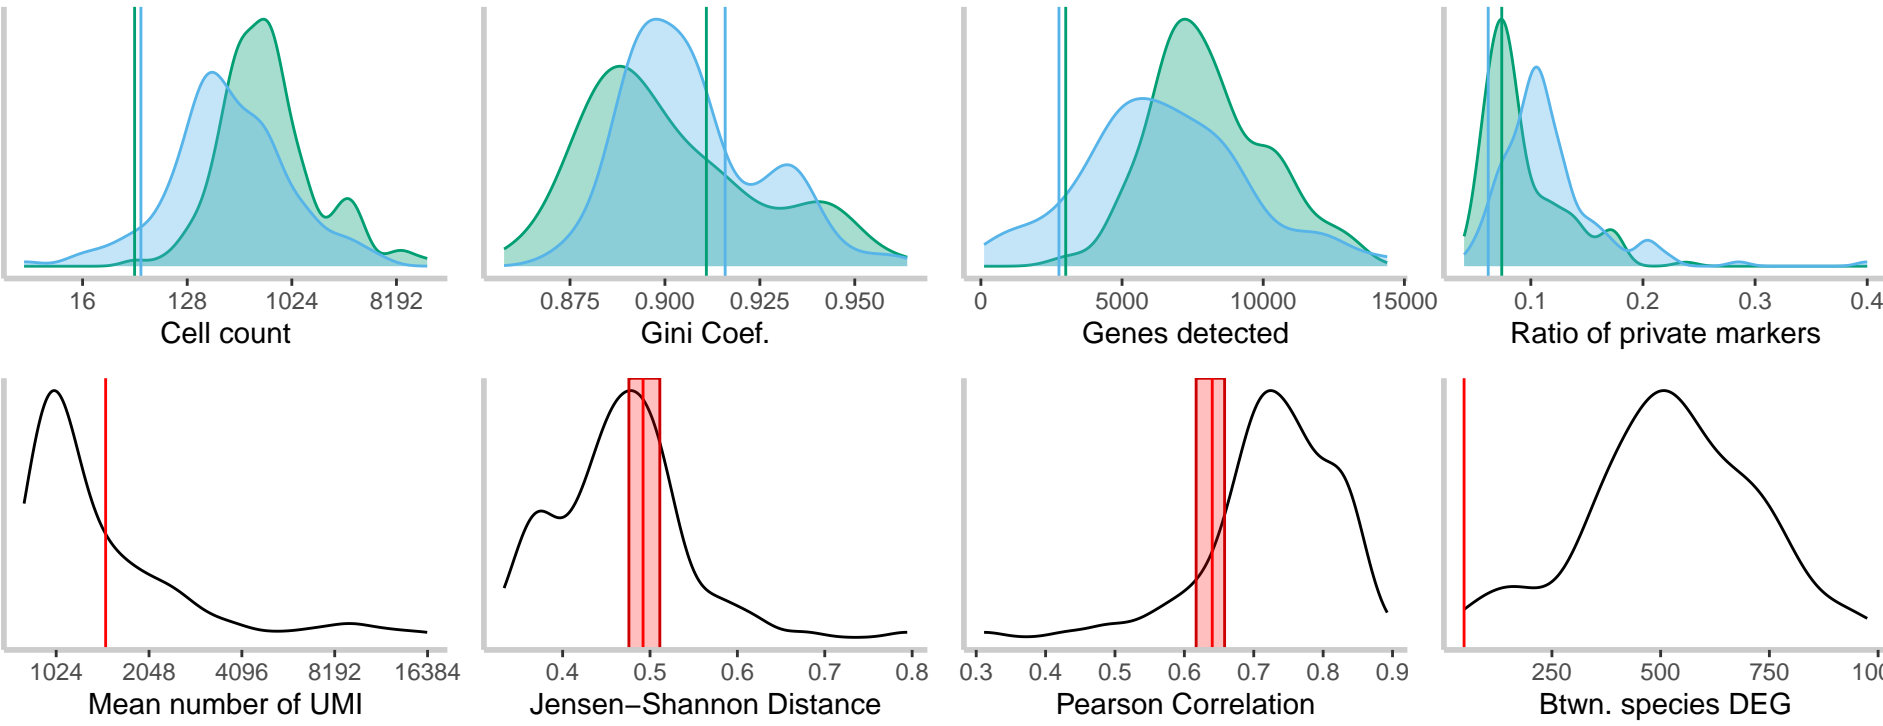 16 128 1024 8192
Cell count
0.875 0.900 0.925 0.950
Gini Coef.
0 5000 10000 15000
Genes detected
0.1 0.2 0.3 0.4
Ratio of private markers
1024 2048 4096 8192 16384
Mean number of UMI
0.4 0.5 0.6 0.7 0.8
Jensen−Shannon Distance
0.3 0.4 0.5 0.6 0.7 0.8 0.9
Pearson Correlation
250 500 750
Btwn. species DEG